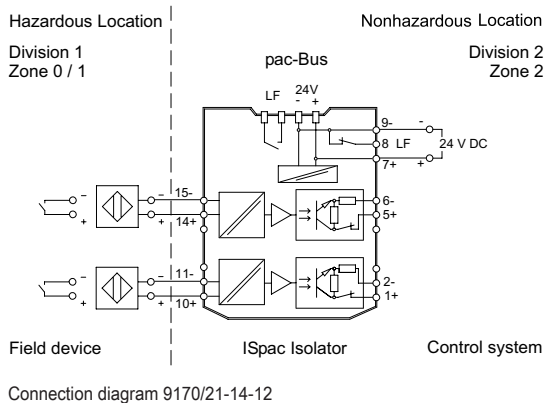 Hazardous Location
Nonhazardous Location
Division 1
Zone 0 / 1
pac-Bus
Division 2
Zone 2
LF
24V
- +
9-
-
8 LF
24 V DC
7+
+
15-
-
-
6-
+
+
14+
5+
11-
-
-
2-
+
+
10+
1+
Field device
ISpac Isolator
Control system
Connection diagram 9170/21-14-12